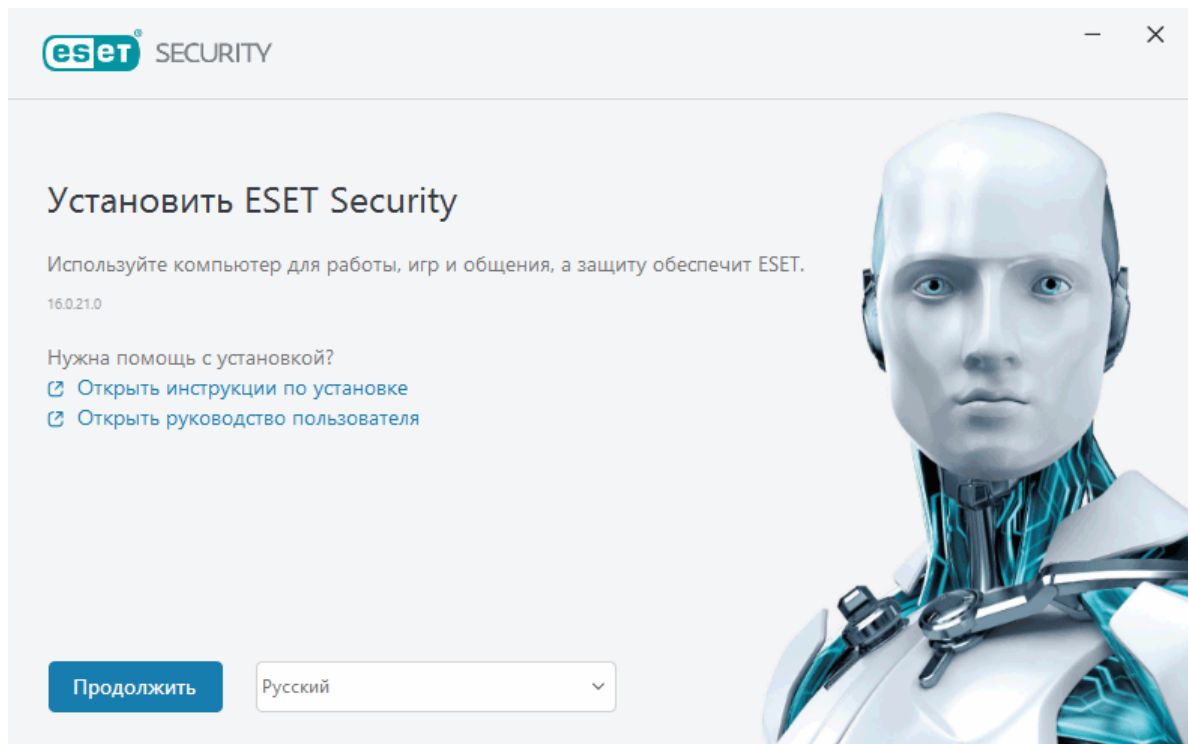 eset® SECURITY
Установить ESET Security
Используйте компьютер для работы, игр и общения, а защиту обеспечит ESET.
16.0.21.0
Нужна помощь с установкой?
Открыть инструкции по установке
Открыть руководство пользователя
Продолжить
Русский